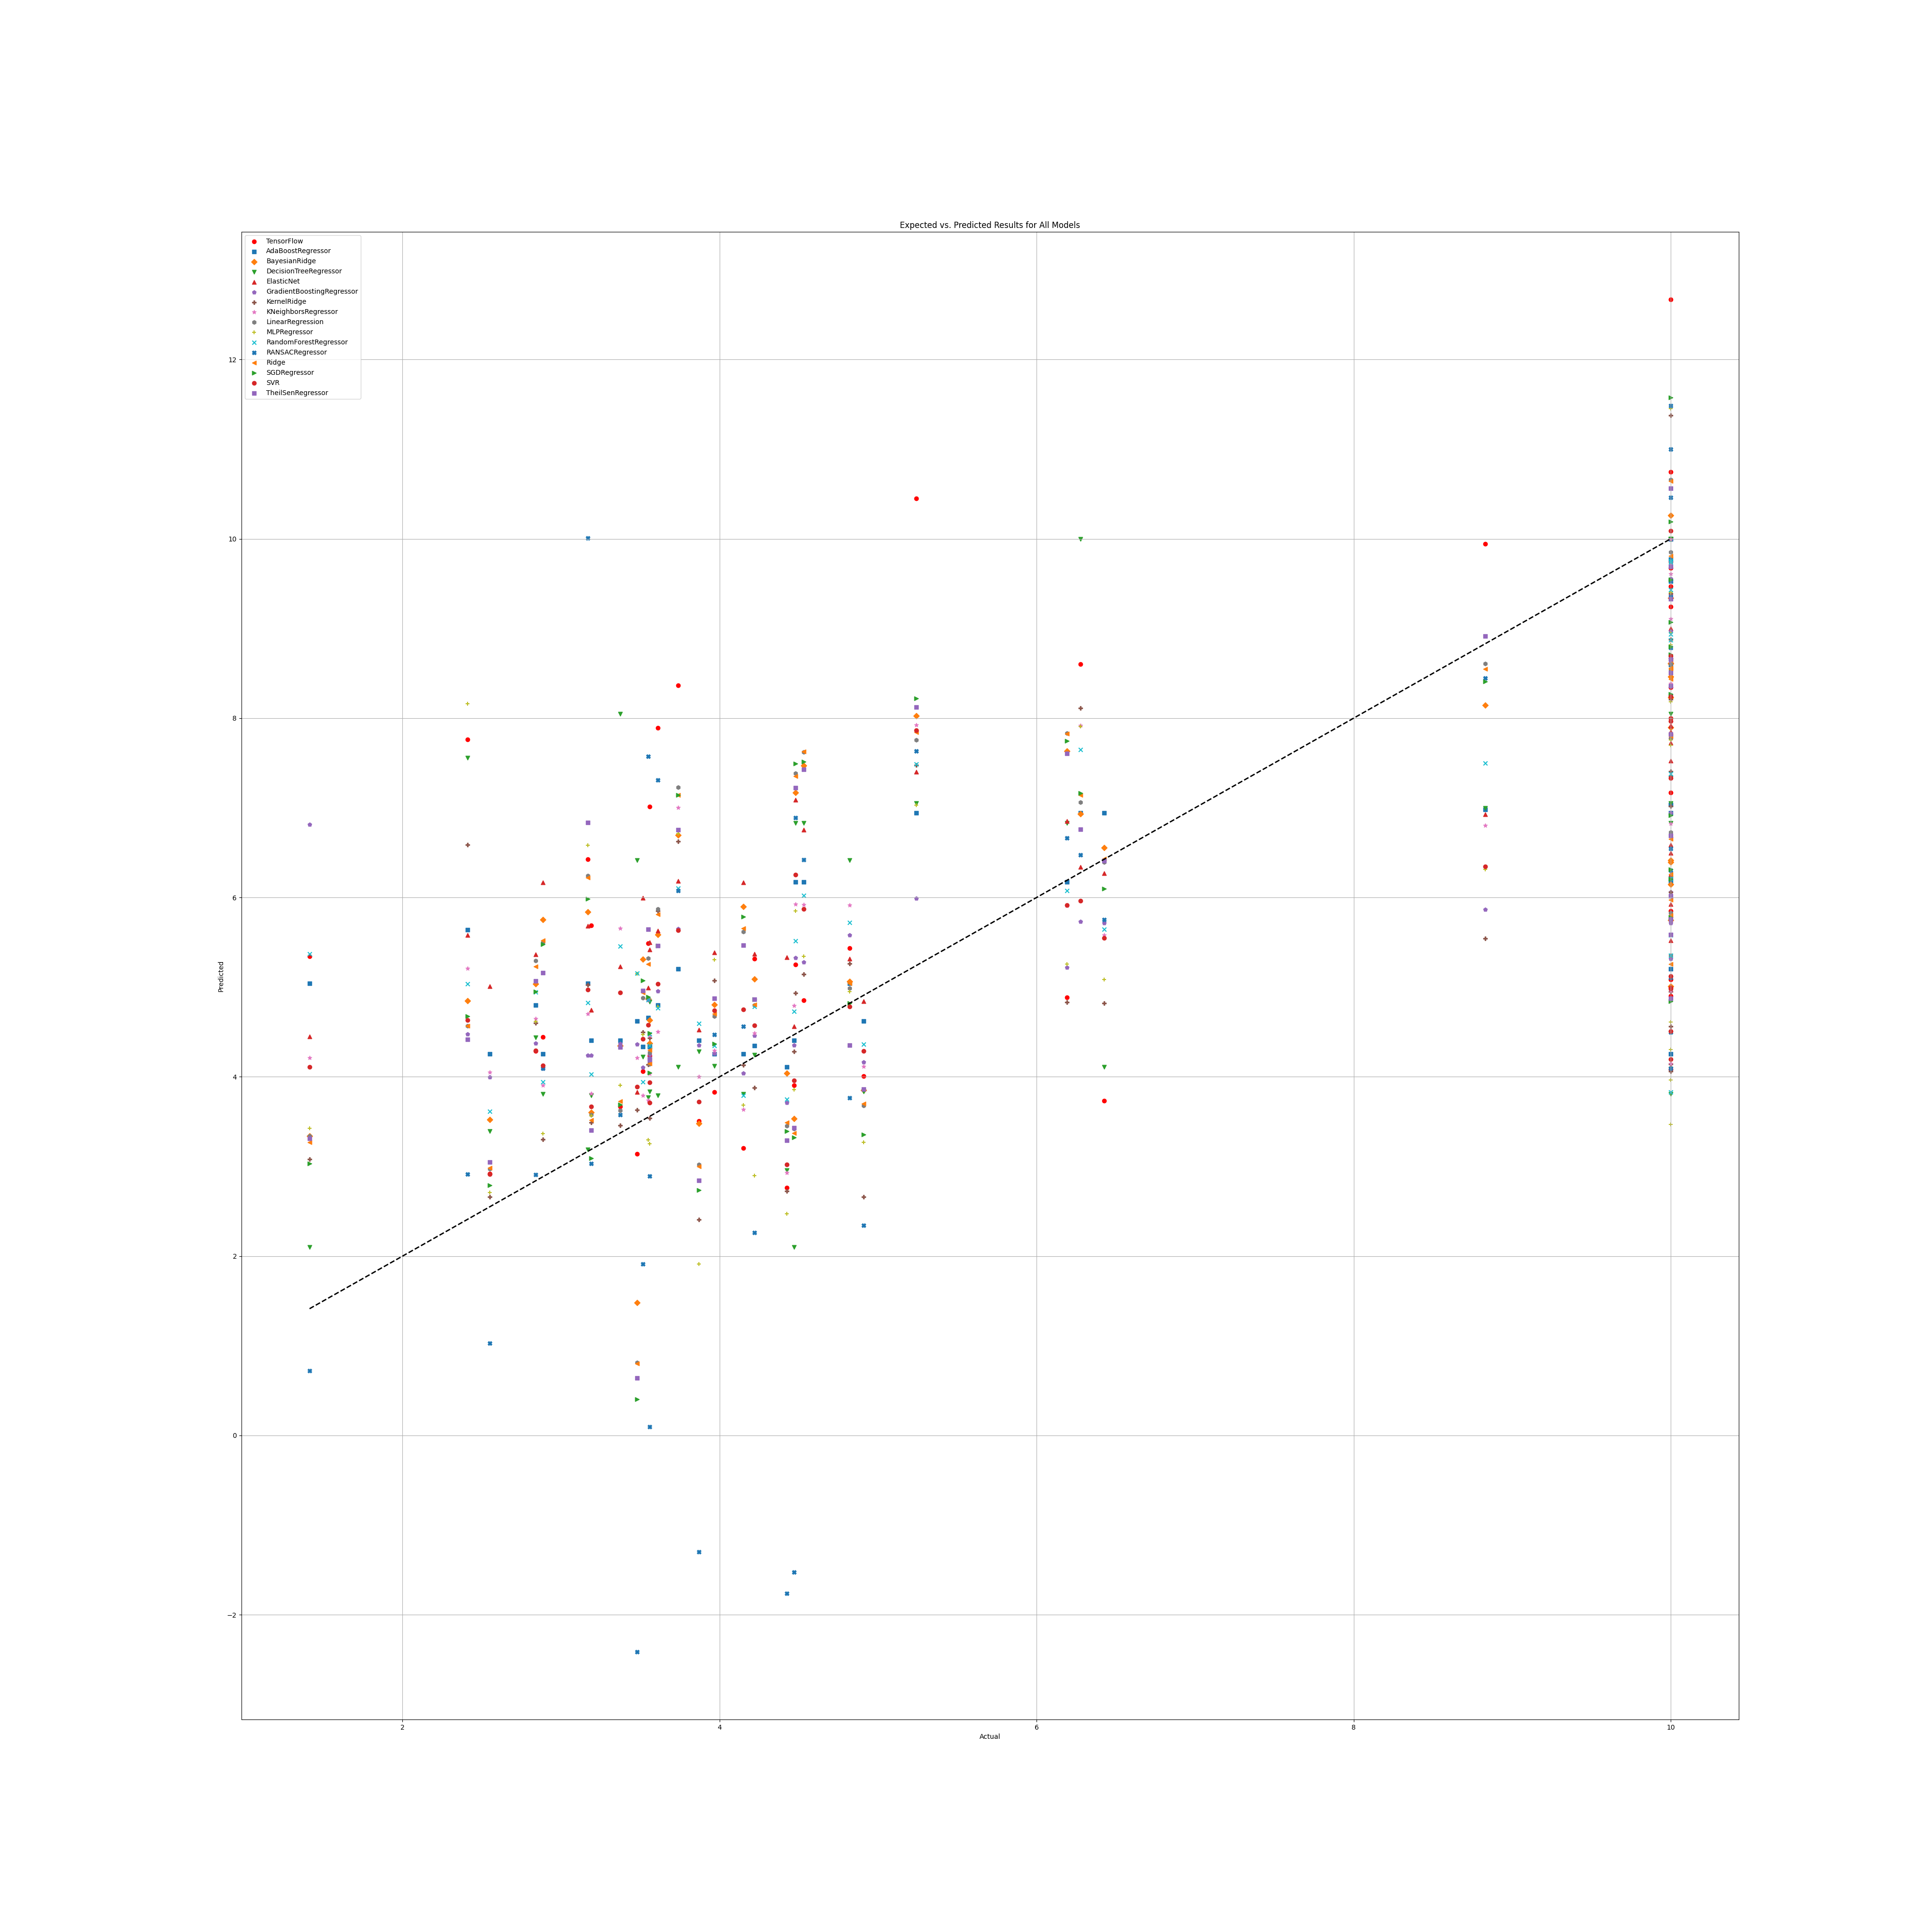 Expected vs. Predicted Results for All Models
TensorFlow
AdaBoostRegressor
BayesianRidge
DecisionTreeRegressor
ElasticNet
GradientBoostingRegressor
KernelRidge
KNeighborsRegressor
LinearRegression
MLPRegressor
RandomForestRegressor
RANSACRegressor
Ridge
SGDRegressor
SVR
TheilSenRegressor
12
10
8
6
4
2
0
−2
Predicted
2 4 6 8 10
Actual